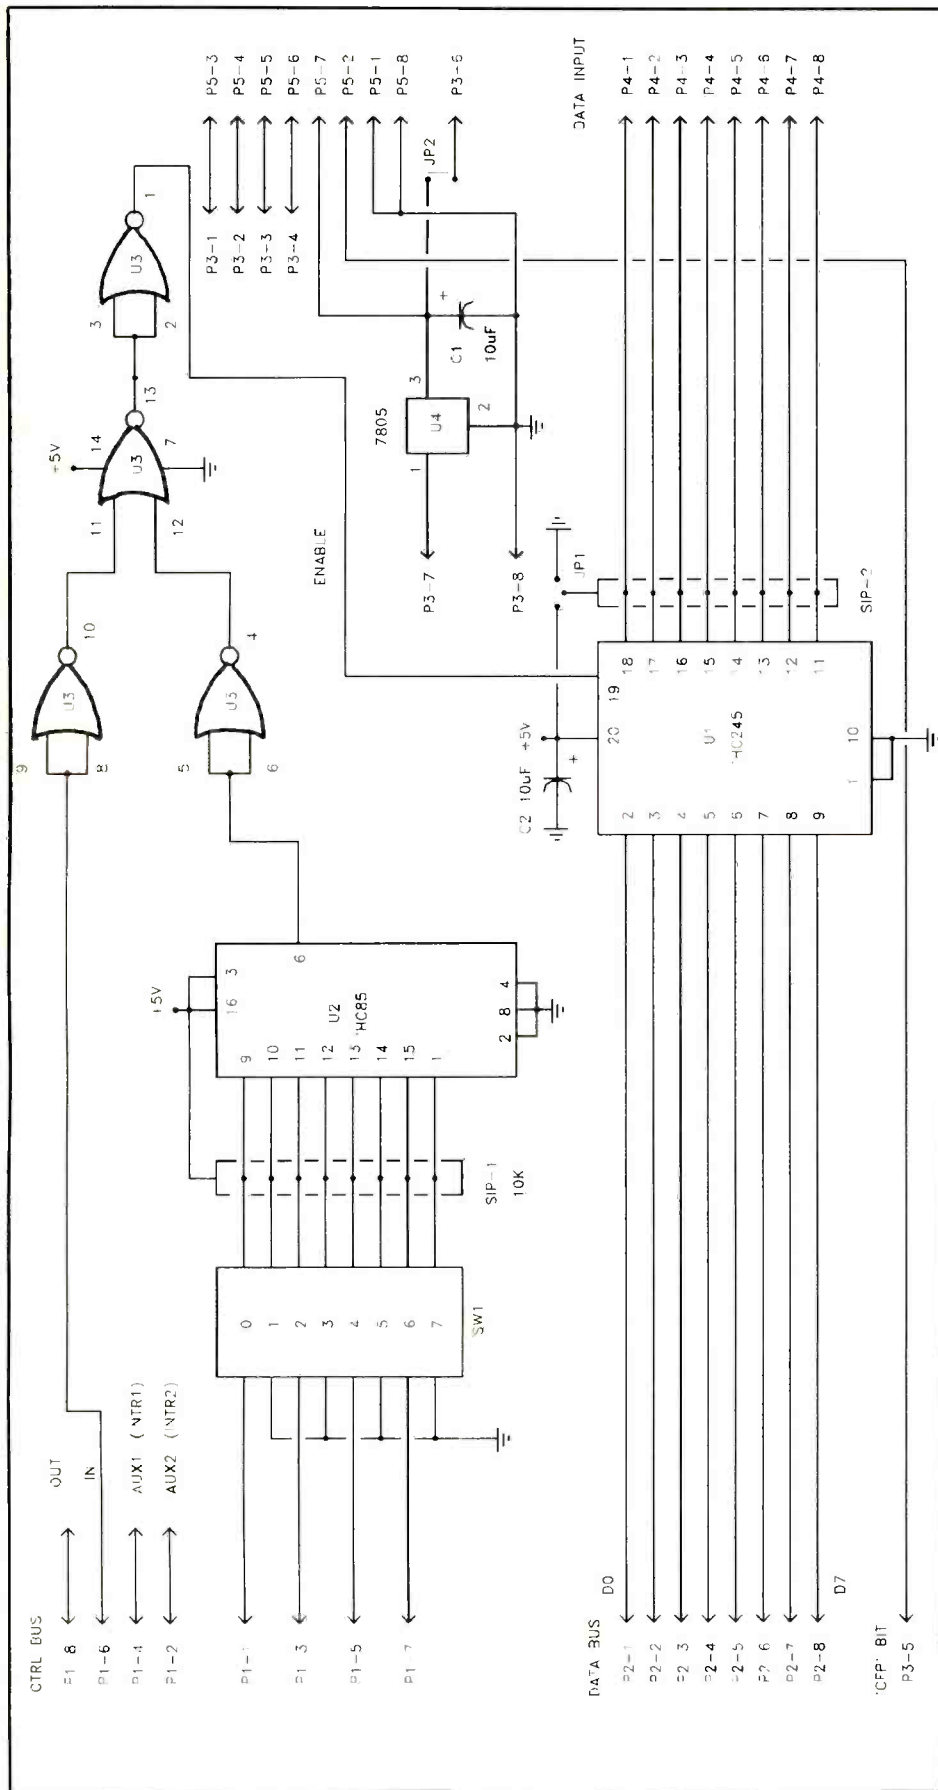 CTRL BUS
P1-8
OUT
P1-6
IN
P1-4
AUX1 (INTR1)
P1-2
AUX2 (INTR2)
P1-1
P1-3
P1-5
P1-7
0
1
2
3
4
5
6
7
SW1
SIP-1
10K
+5V
9
10
11
12
13
14
15
1
16
3
U2
'HC85
6
2
8
4
9
8
U3
10
5
6
U3
4
11
12
+5V
14
U3
7
13
3
2
U3
1
ENABLE
P3-1
P5-3
P3-2
P5-4
P3-3
P5-5
P3-4
P5-6
P5-7
P5-2
P5-1
P5-8
P3-6
JP2
7805
P3-7
1
U4
3
2
C1
+
10uF
P3-8
DATA BUS
P2-1
D0
P2-2
P2-3
P2-4
P2-5
P2-6
P2-7
P2-8
D7
'CFP' BIT
P3-5
C2 10uF
+
+5V
JP1
20
19
U1
'HC245
2
3
4
5
6
7
8
9
18
17
16
15
14
13
12
11
1
10
SIP-2
DATA INPUT
P4-1
P4-2
P4-3
P4-4
P4-5
P4-6
P4-7
P4-8